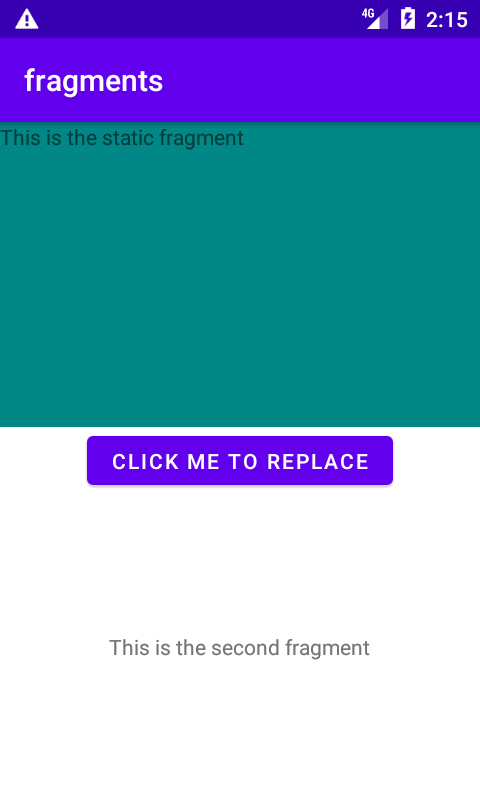 4G 2:15
fragments
This is the static fragment
CLICK ME TO REPLACE
This is the second fragment